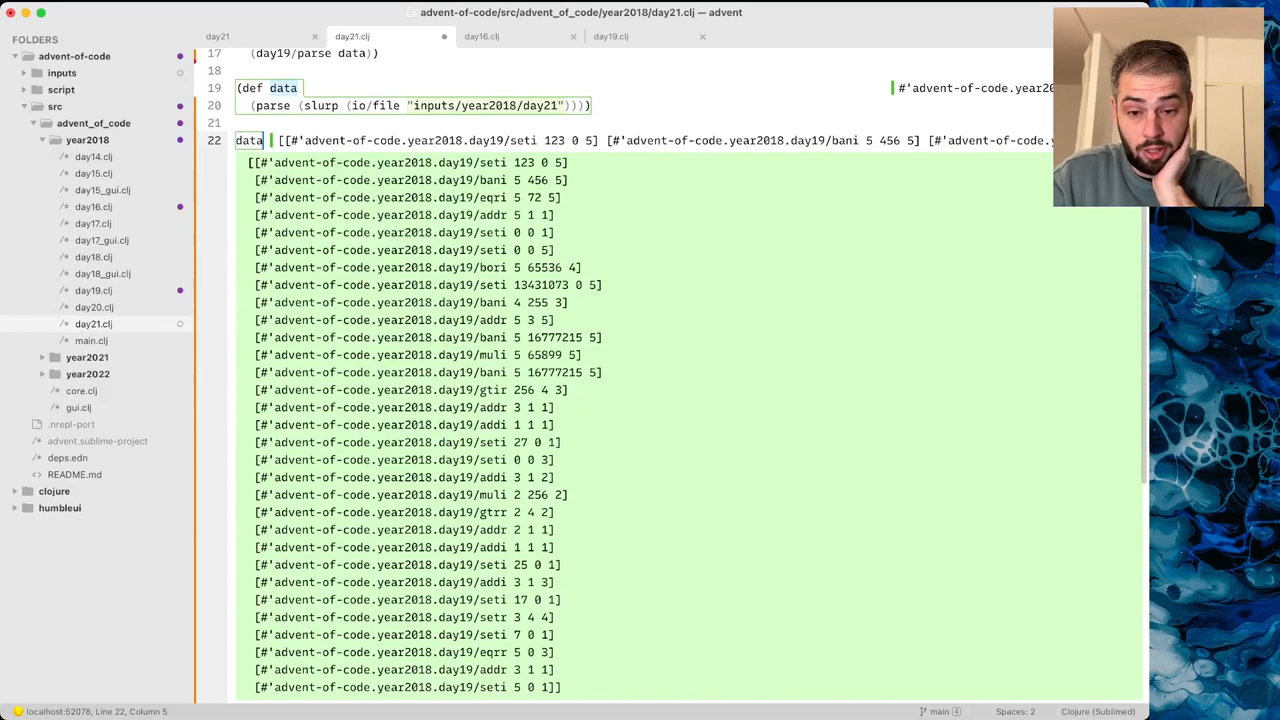 advent-of-code/src/advent_of_code/year2018/day21.clj — advent
FOLDERS
advent-of-code
inputs
script
src
advent_of_code
year2018
day14.clj
day15.clj
day15_gui.clj
day16.clj
day17.clj
day17_gui.clj
day18.clj
day18_gui.clj
day19.clj
day20.clj
day21.clj
main.clj
year2021
year2022
core.clj
gui.clj
.nrepl-port
advent.sublime-project
deps.edn
README.md
clojure
humbleui
day21
day21.clj
day16.clj
day19.clj
17 (day19/parse data))
18
19 (def data #'advent-of-code.year20
20 (parse (slurp (io/file "inputs/year2018/day21"))))
21
22 data [[#'advent-of-code.year2018.day19/seti 123 0 5] [#'advent-of-code.year2018.day19/bani 5 456 5] [#'advent-of-code.y
[[#'advent-of-code.year2018.day19/seti 123 0 5]
[#'advent-of-code.year2018.day19/bani 5 456 5]
[#'advent-of-code.year2018.day19/eqri 5 72 5]
[#'advent-of-code.year2018.day19/addr 5 1 1]
[#'advent-of-code.year2018.day19/seti 0 0 1]
[#'advent-of-code.year2018.day19/seti 0 0 5]
[#'advent-of-code.year2018.day19/bori 5 65536 4]
[#'advent-of-code.year2018.day19/seti 13431073 0 5]
[#'advent-of-code.year2018.day19/bani 4 255 3]
[#'advent-of-code.year2018.day19/addr 5 3 5]
[#'advent-of-code.year2018.day19/bani 5 16777215 5]
[#'advent-of-code.year2018.day19/muli 5 65899 5]
[#'advent-of-code.year2018.day19/bani 5 16777215 5]
[#'advent-of-code.year2018.day19/gtir 256 4 3]
[#'advent-of-code.year2018.day19/addr 3 1 1]
[#'advent-of-code.year2018.day19/addi 1 1 1]
[#'advent-of-code.year2018.day19/seti 27 0 1]
[#'advent-of-code.year2018.day19/seti 0 0 3]
[#'advent-of-code.year2018.day19/addi 3 1 2]
[#'advent-of-code.year2018.day19/muli 2 256 2]
[#'advent-of-code.year2018.day19/gtrr 2 4 2]
[#'advent-of-code.year2018.day19/addr 2 1 1]
[#'advent-of-code.year2018.day19/addi 1 1 1]
[#'advent-of-code.year2018.day19/seti 25 0 1]
[#'advent-of-code.year2018.day19/addi 3 1 3]
[#'advent-of-code.year2018.day19/seti 17 0 1]
[#'advent-of-code.year2018.day19/setr 3 4 4]
[#'advent-of-code.year2018.day19/seti 7 0 1]
[#'advent-of-code.year2018.day19/eqrr 5 0 3]
[#'advent-of-code.year2018.day19/addr 3 1 1]
[#'advent-of-code.year2018.day19/seti 5 0 1]]
localhost:52078, Line 22, Column 5
main 4
Spaces: 2
Clojure (Sublimed)